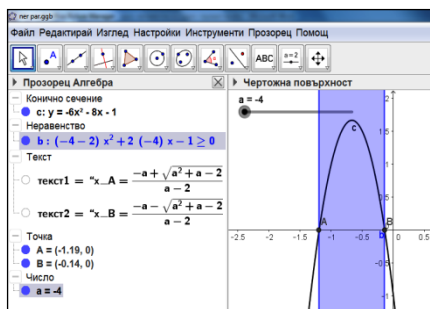 ner par.ggb
Файл Редактирай Изглед Настройки Инструменти Прозорец Помощ
A
ABC
a=2
Прозорец Алгебра
Чертожна повърхност
Конично сечение
c: y = -6x² - 8x - 1
Неравенство
b : (−4 − 2) x² + 2 (−4) x − 1 ≥ 0
Текст
текст1 = “x_A = (−a + √(a² + a − 2)) / (a − 2)
текст2 = “x_B = (−a − √(a² + a − 2)) / (a − 2)
Точка
A = (-1.19, 0)
B = (-0.14, 0)
Число
a = -4
a = -4
2
c
1.5
1
0.5
A
B
b
0
-2.5 -2 -1.5 -1 -0.5 0 0.5
-0.5
-1